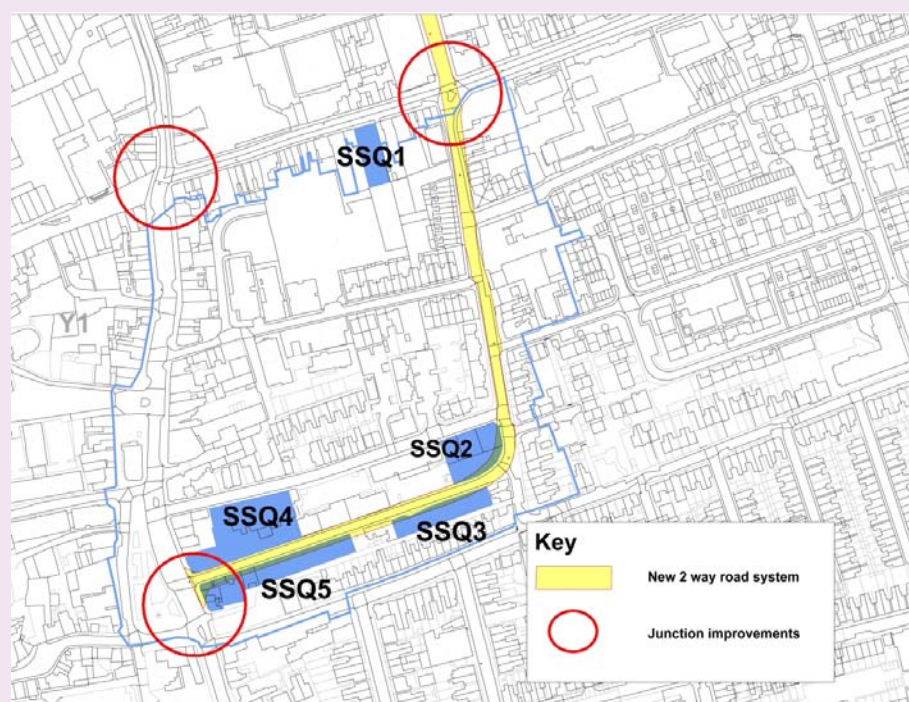 SSQ1
Y1
SSQ2
SSQ4
SSQ3
SSQ5
Key
New 2 way road system
Junction improvements